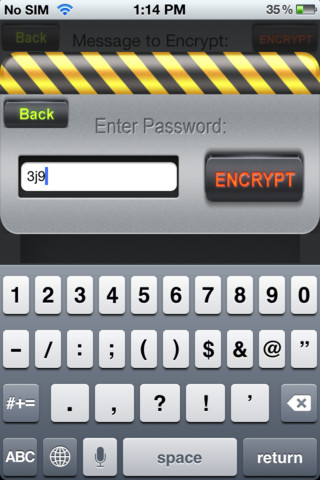 No SIM 1:14 PM 35%
Back Message to Encrypt: ENCRYPT
Back
Enter Password:
3j9
ENCRYPT
1 2 3 4 5 6 7 8 9 0
- / : ; ( ) $ & @ ”
#+= . , ? ! ’
ABC space return